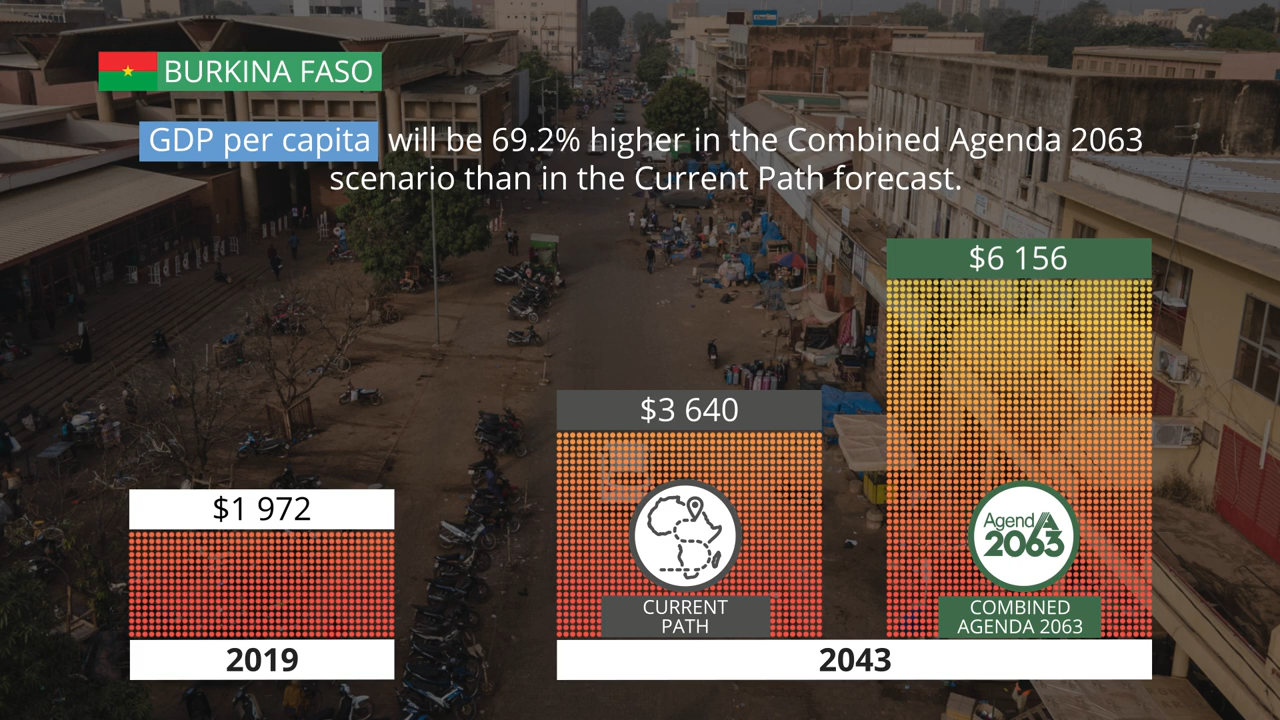 BURKINA FASO
GDP per capita will be 69.2% higher in the Combined Agenda 2063
scenario than in the Current Path forecast.
$6 156
$3 640
$1 972
AgendA
2063
CURRENT
PATH
COMBINED
AGENDA 2063
2019
2043